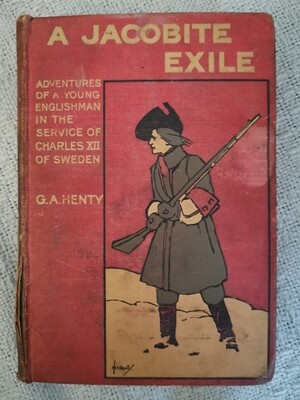 A JACOBITE
EXILE
ADVENTURES
OF A YOUNG
ENGLISHMAN
IN THE
SERVICE OF
CHARLES XII
OF SWEDEN
G.A.HENTY